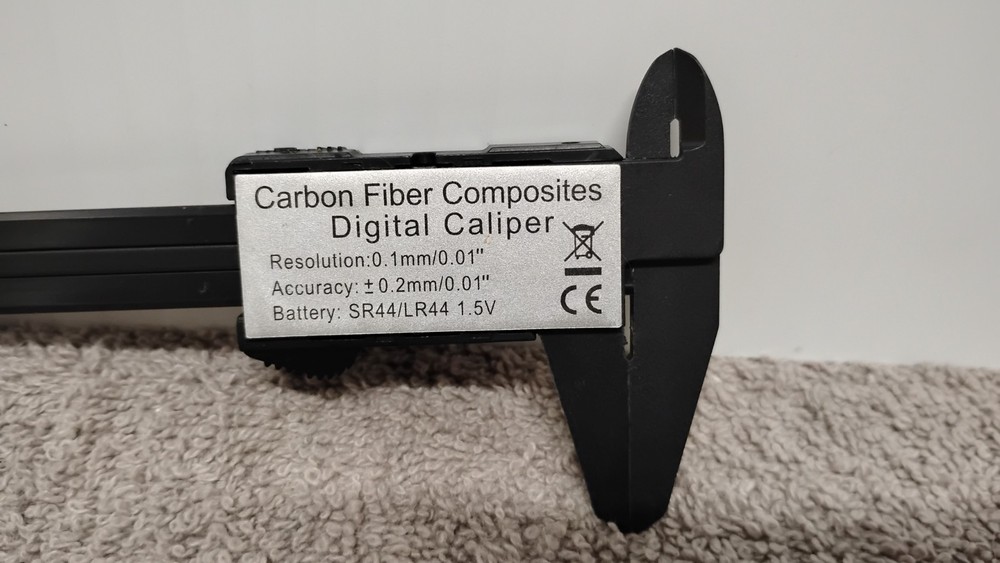 Carbon Fiber Composites
Digital Caliper
Resolution:0.1mm/0.01"
Accuracy: ±0.2mm/0.01"
Battery: SR44/LR44 1.5V
CE